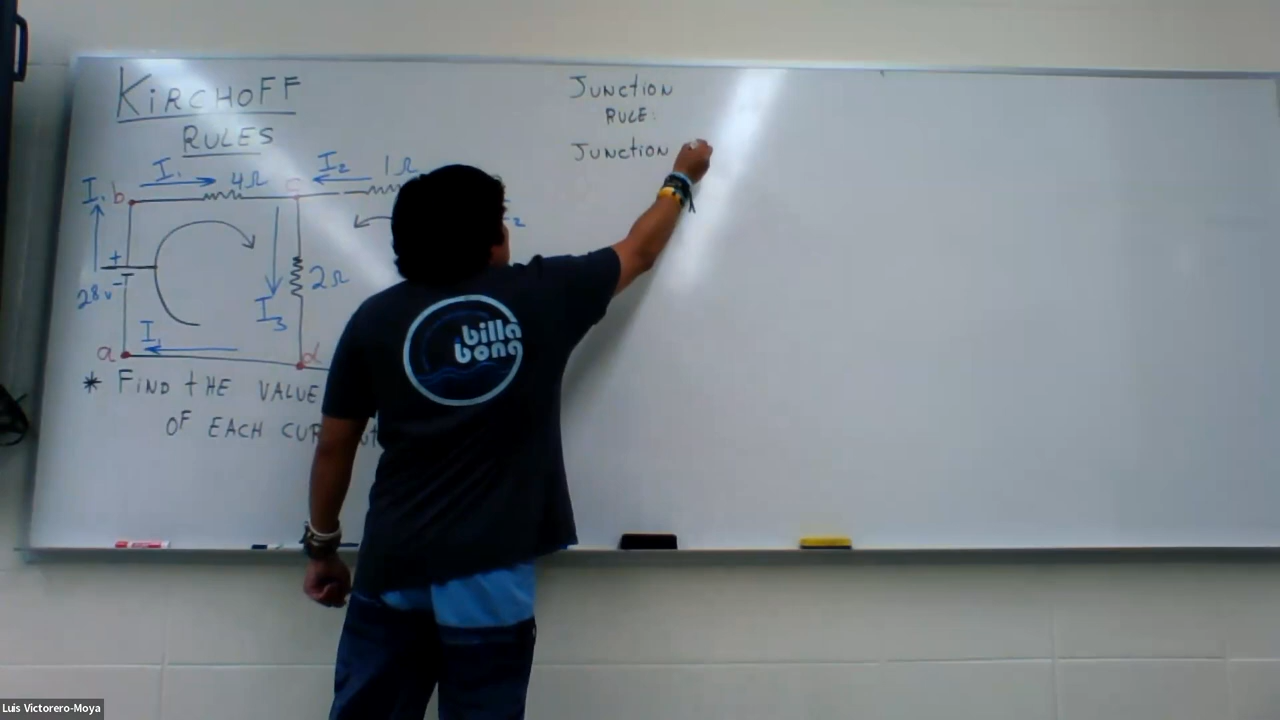 KIRCHOFF
RULES
Junction
RULE:
Junction
I1
I2
1Ω
4Ω
b
c
I1
+
28v
-
2Ω
I3
I1
a
d
2
* FIND tHE VALUE
OF EACH
billa
bong
Luis Victorero-Moya